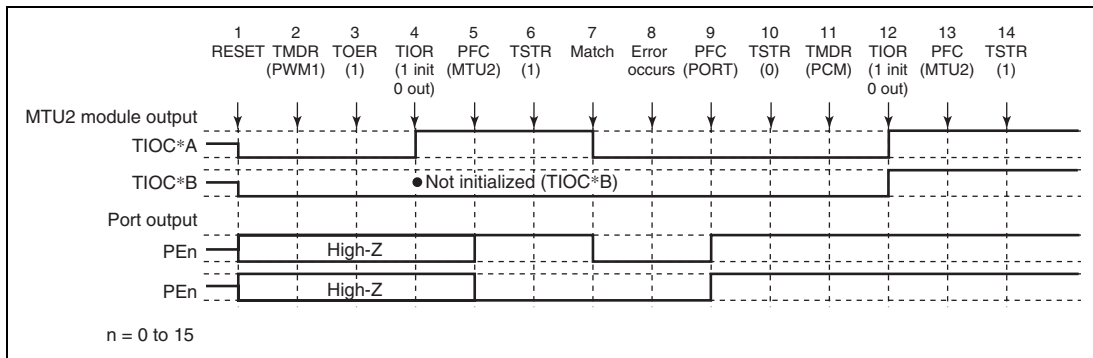 1 2 3 4 5 6 7 8 9 10 11 12 13 14
RESET TMDR TOER TIOR PFC TSTR Match Error PFC TSTR TMDR TIOR PFC TSTR
(PWM1) (1) (1 init (MTU2) (1) occurs (PORT) (0) (PCM) (1 init (MTU2) (1)
0 out) 0 out)
MTU2 module output
TIOC*A
TIOC*B
● Not initialized (TIOC*B)
Port output
PEn
High-Z
PEn
High-Z
n = 0 to 15